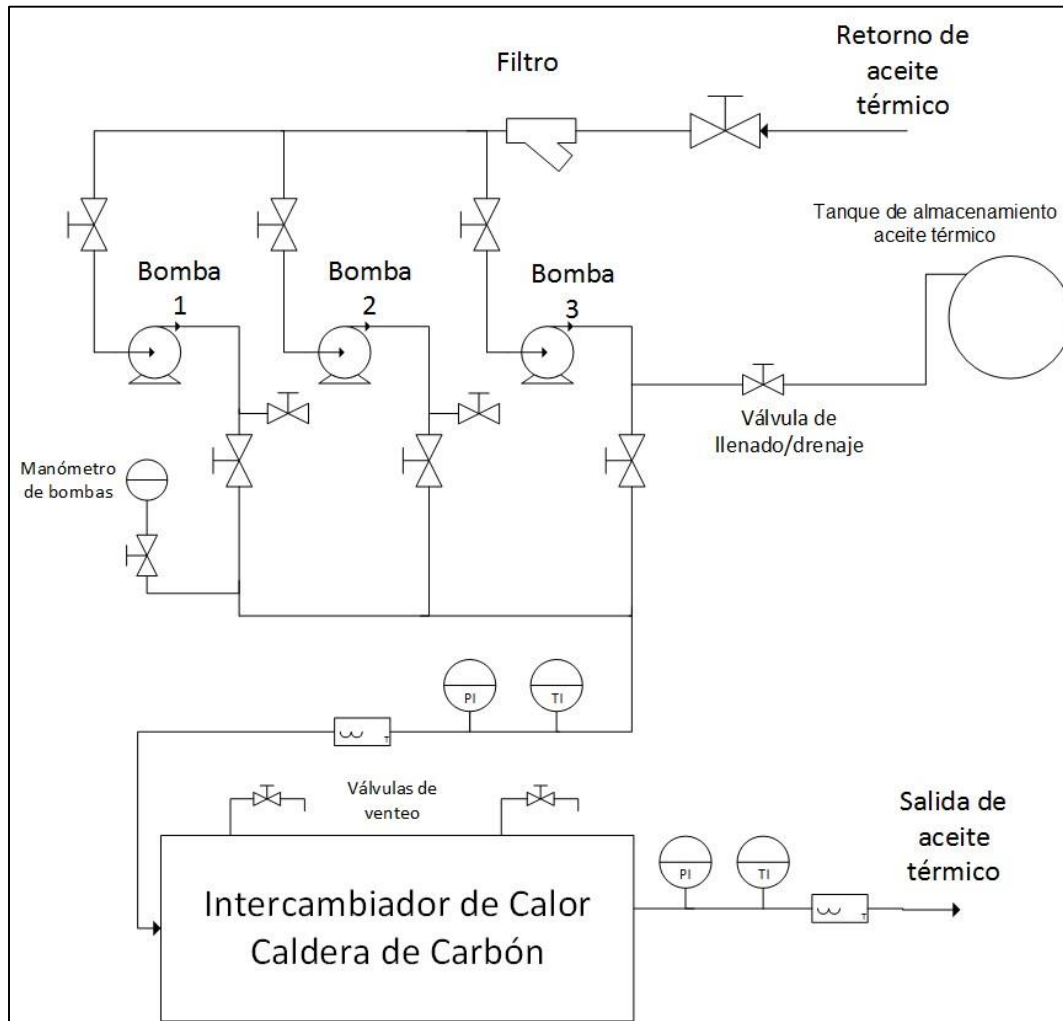 Filtro
Retorno de
aceite
térmico
Tanque de almacenamiento
aceite térmico
Bomba
1
Bomba
2
Bomba
3
Válvula de
llenado/drenaje
Manómetro
de bombas
PI
TI
T
Válvulas de
venteo
Salida de
aceite
térmico
PI
TI
T
Intercambiador de Calor
Caldera de Carbón